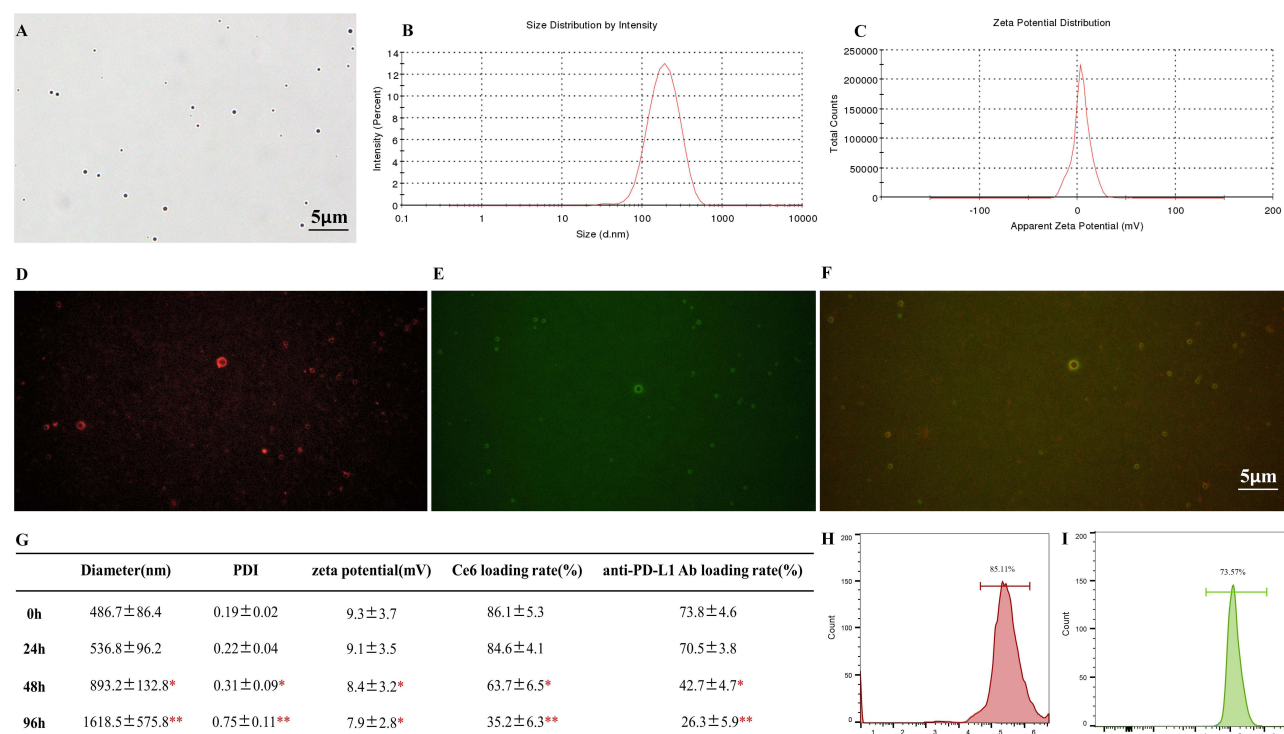 A
5μm
B
Size Distribution by Intensity
Intensity (Percent)
14
12
10
8
6
4
2
0
0.1 1 10 100 1000 10000
Size (d.nm)
C
Zeta Potential Distribution
Total Counts
250000
200000
150000
100000
50000
0
-100 0 100 200
Apparent Zeta Potential (mV)
D
E
F
5μm
G
Diameter(nm) PDI zeta potential(mV) Ce6 loading rate(%) anti-PD-L1 Ab loading rate(%)
0h 486.7±86.4 0.19±0.02 9.3±3.7 86.1±5.3 73.8±4.6
24h 536.8±96.2 0.22±0.04 9.1±3.5 84.6±4.1 70.5±3.8
48h 893.2±132.8* 0.31±0.09* 8.4±3.2* 63.7±6.5* 42.7±4.7*
96h 1618.5±575.8** 0.75±0.11** 7.9±2.8* 35.2±6.3** 26.3±5.9**
H
200
150
100
50
0
Count
85.11%
1 2 3 4 5 6
I
200
150
100
50
0
Count
73.57%